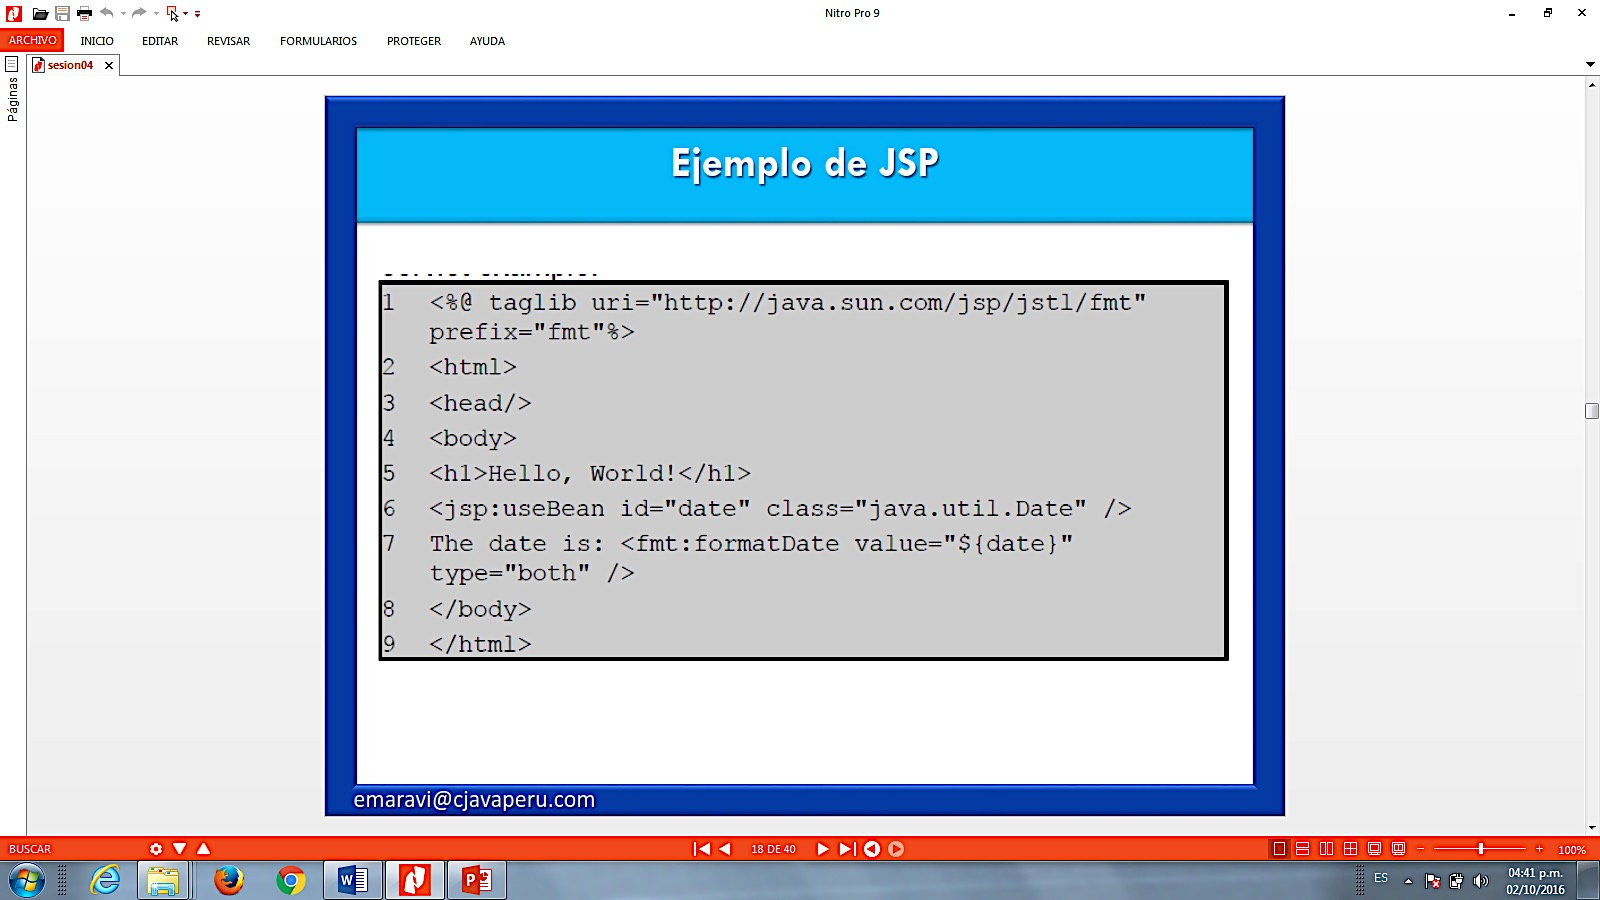 Nitro Pro 9
ARCHIVO INICIO EDITAR REVISAR FORMULARIOS PROTEGER AYUDA
sesion04
Páginas
Ejemplo de JSP
1 <%@ taglib uri="http://java.sun.com/jsp/jstl/fmt"
prefix="fmt"%>
2 <html>
3 <head/>
4 <body>
5 <h1>Hello, World!</h1>
6 <jsp:useBean id="date" class="java.util.Date" />
7 The date is: <fmt:formatDate value="${date}"
type="both" />
8 </body>
9 </html>
emaravi@cjavaperu.com
BUSCAR 18 DE 40 100%
ES 04:41 p.m.
02/10/2016